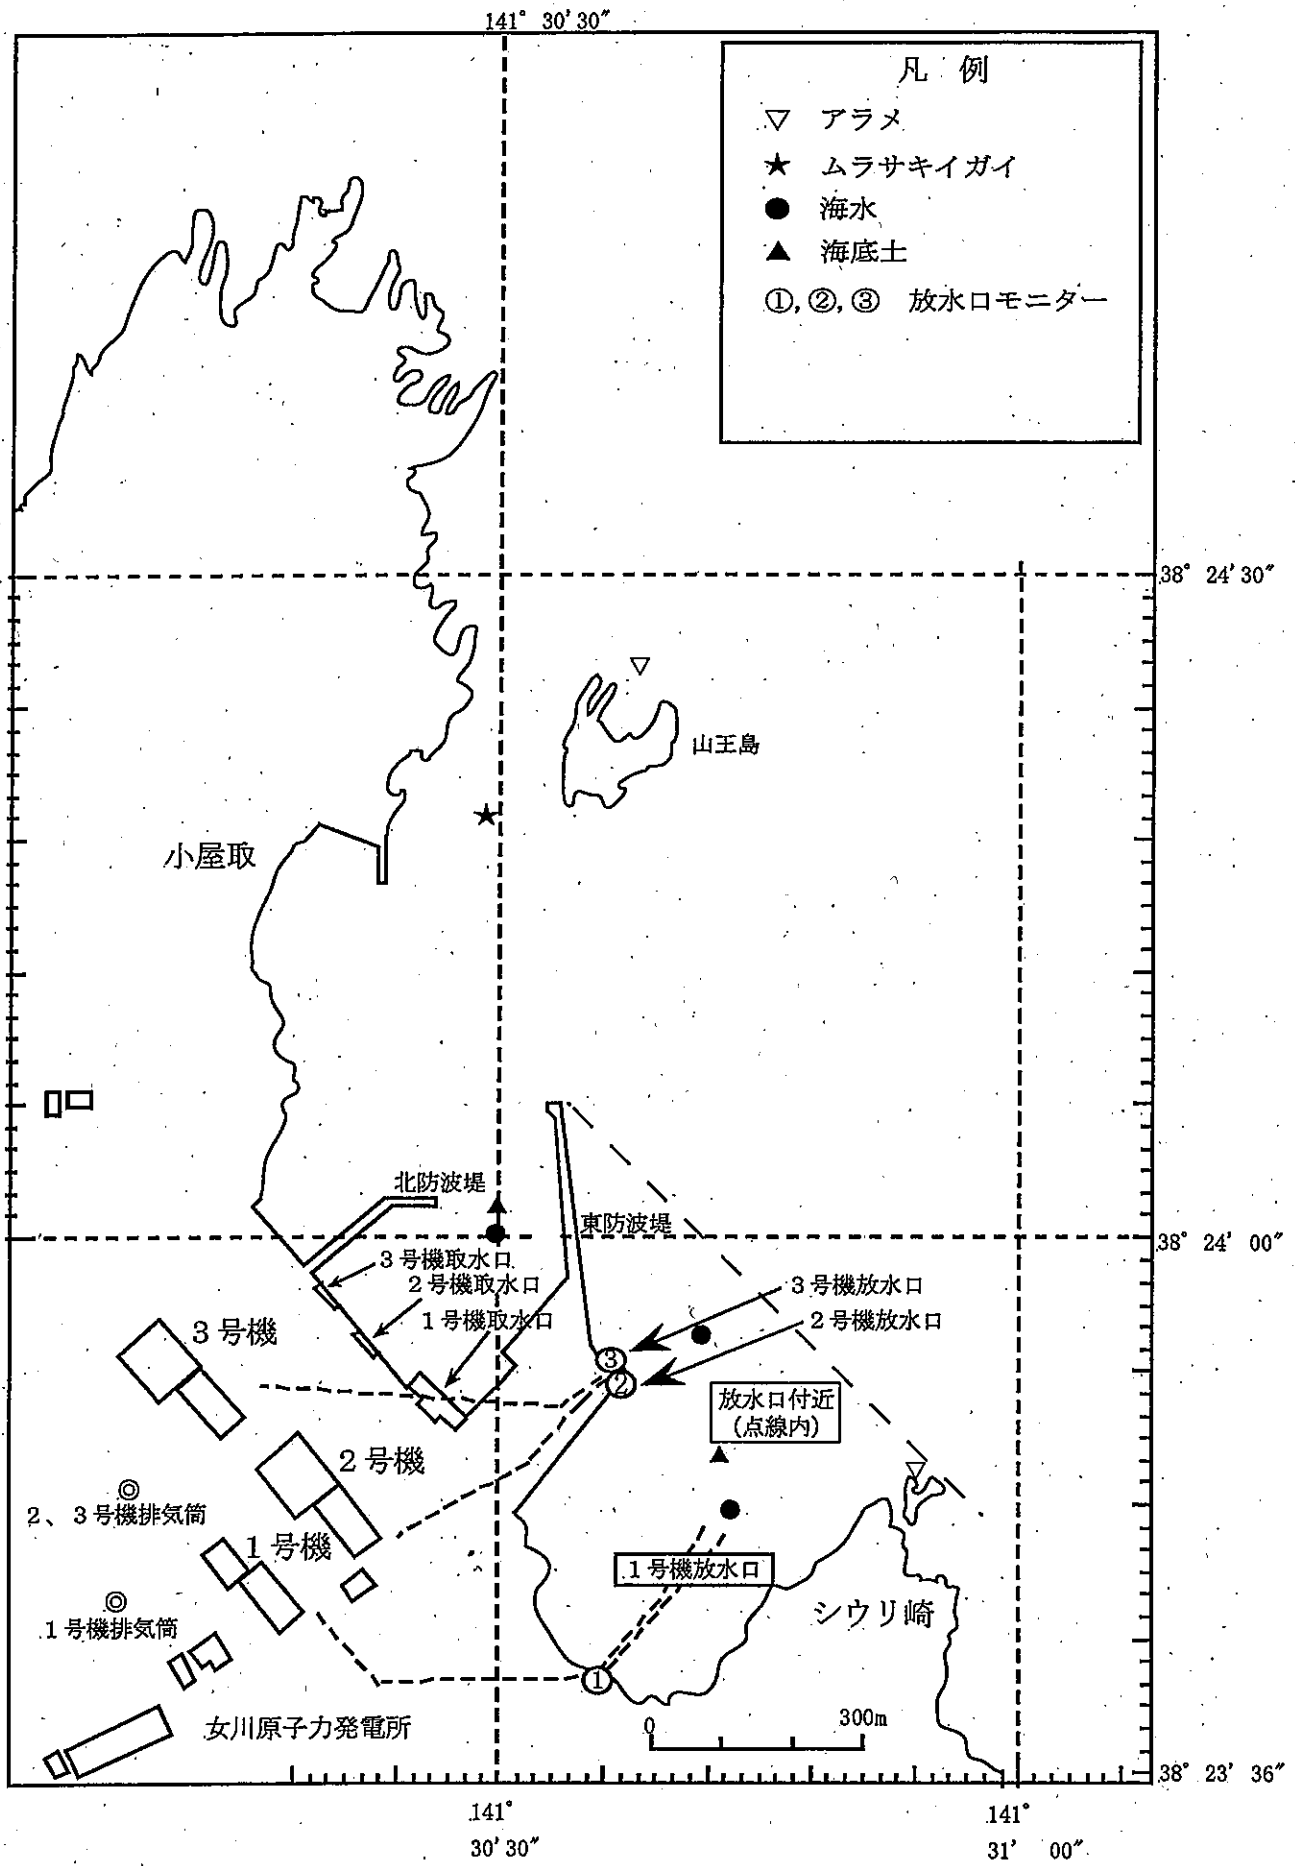 141° 30′30″
凡 例
▽ アラメ
★ ムラサキイガイ
● 海水
▲ 海底土
①, ②, ③ 放水口モニター
38° 24′30″
山王島
小屋取
北防波堤
東防波堤
38° 24′ 00″
3号機取水口
2号機取水口
1号機取水口
3号機放水口
2号機放水口
3号機
③
②
放水口付近
(点線内)
2号機
2、3号機排気筒
1号機
1号機放水口
シウリ崎
1号機排気筒
①
女川原子力発電所
0 300m
38° 23′ 36″
141°
30′30″
141°
31′ 00″